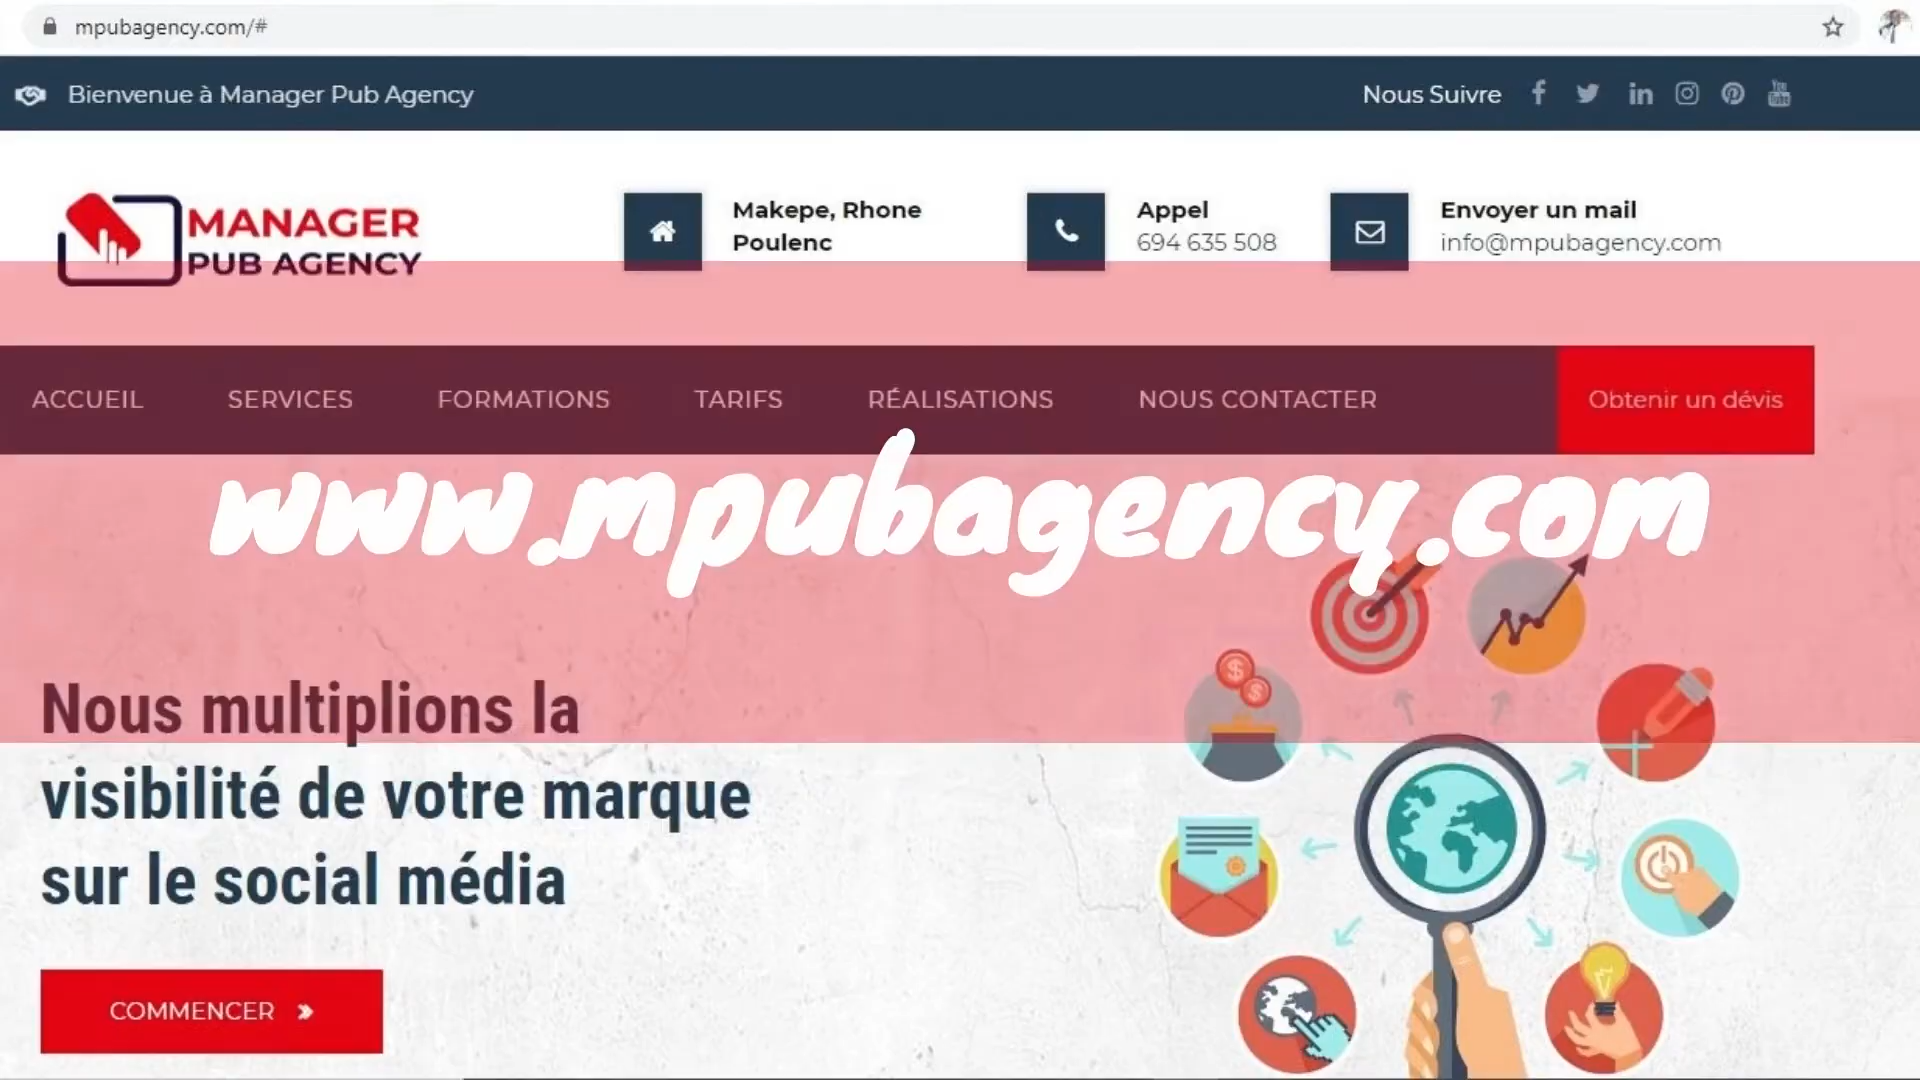 mpubagency.com/#
Bienvenue à Manager Pub Agency
Nous Suivre
You
Tube
MANAGER
PUB AGENCY
Makepe, Rhone
Poulenc
Appel
694 635 508
Envoyer un mail
info@mpubagency.com
ACCUEIL
SERVICES
FORMATIONS
TARIFS
RÉALISATIONS
NOUS CONTACTER
Obtenir un dévis
www.mpubagency.com
Nous multiplions la
visibilité de votre marque
sur le social média
COMMENCER